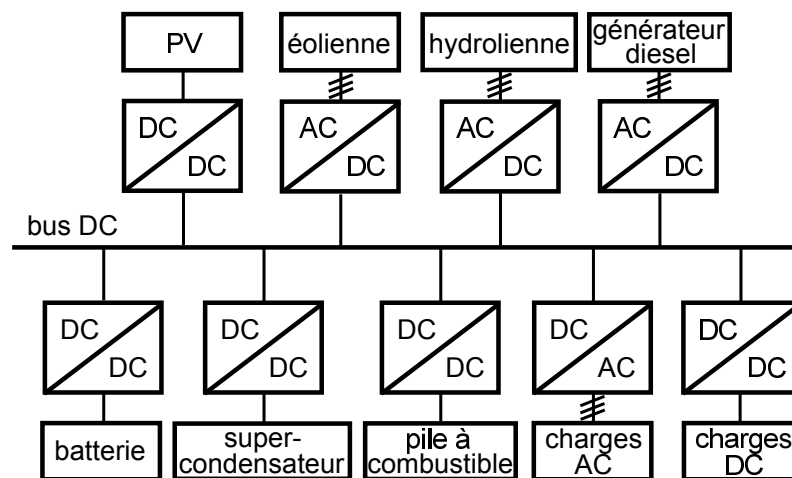 PV
éolienne
hydrolienne
générateur
diesel
DC
DC
AC
DC
AC
DC
AC
DC
bus DC
DC
DC
DC
DC
DC
DC
DC
AC
DC
DC
batterie
super-
condensateur
pile à
combustible
charges
AC
charges
DC